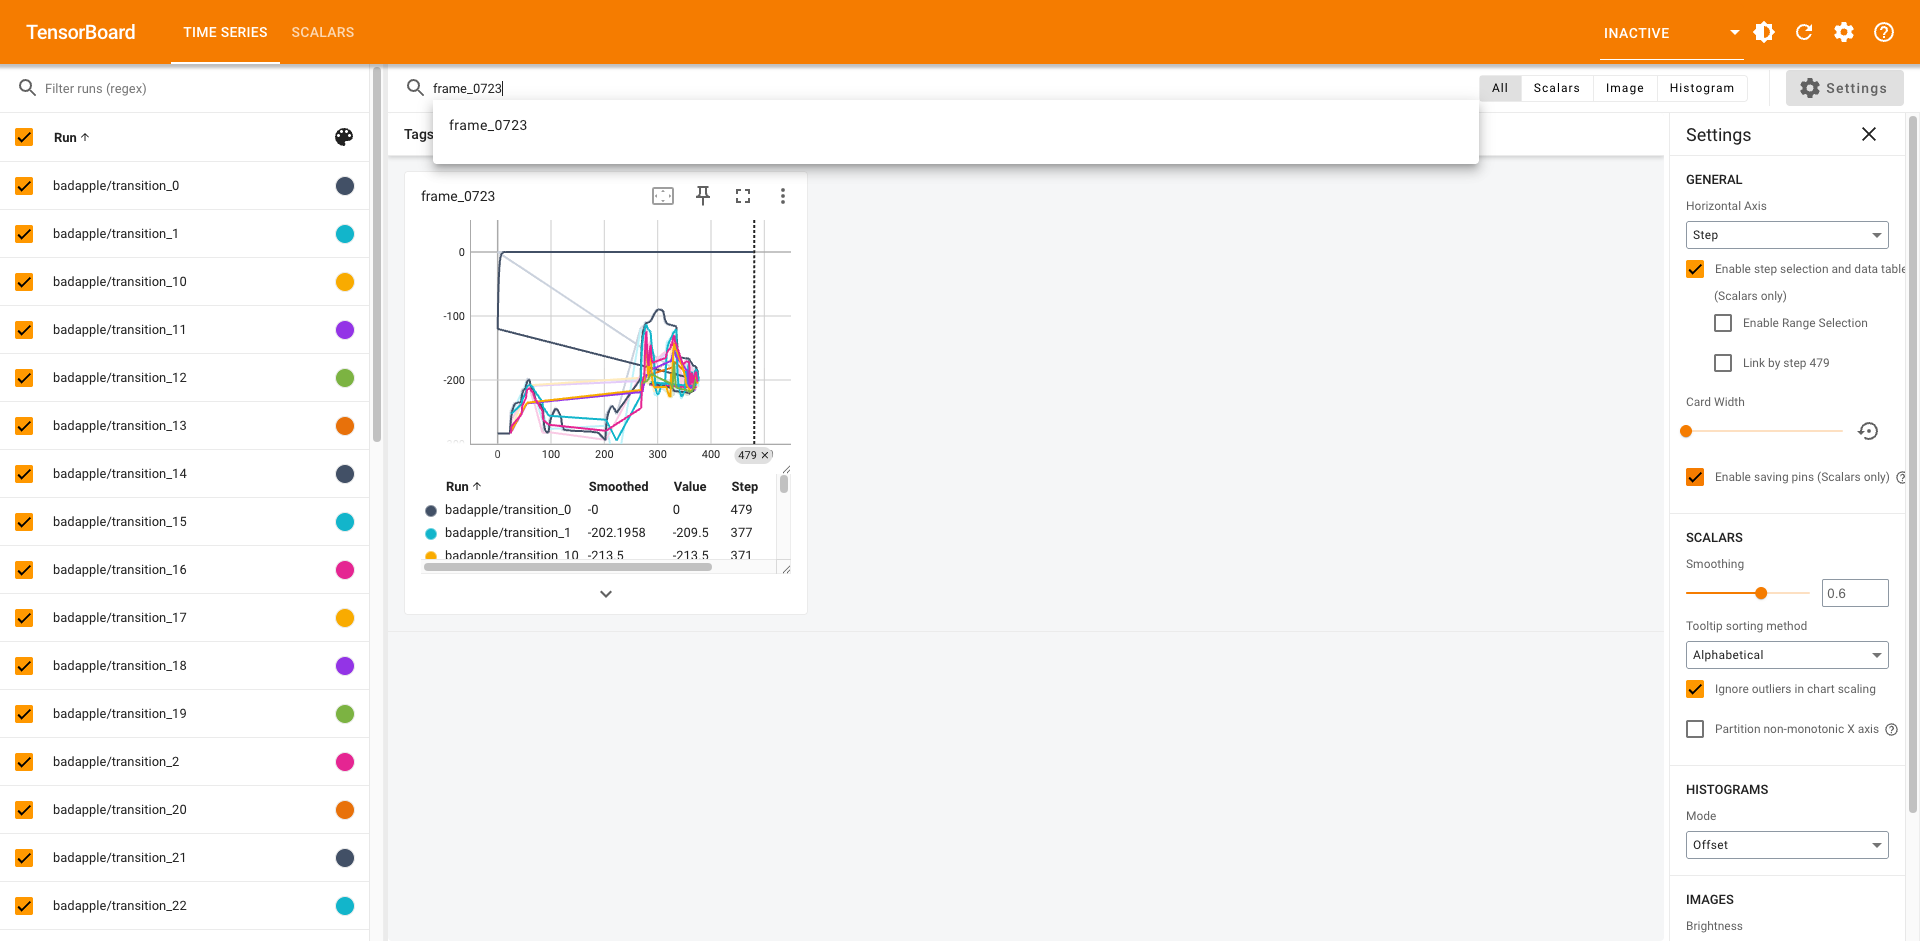 TensorBoard
TIME SERIES
SCALARS
INACTIVE
Filter runs (regex)
frame_0723
All
Scalars
Image
Histogram
Settings
frame_0723
Run
Tags
Settings
badapple/transition_0
badapple/transition_1
badapple/transition_10
badapple/transition_11
badapple/transition_12
badapple/transition_13
badapple/transition_14
badapple/transition_15
badapple/transition_16
badapple/transition_17
badapple/transition_18
badapple/transition_19
badapple/transition_2
badapple/transition_20
badapple/transition_21
badapple/transition_22
frame_0723
0
-100
-200
0 100 200 300 400 479
Run Smoothed Value Step
badapple/transition_0 -0 0 479
badapple/transition_1 -202.1958 -209.5 377
badapple/transition_10 -213.5 -213.5 371
GENERAL
Horizontal Axis
Step
Enable step selection and data table
(Scalars only)
Enable Range Selection
Link by step 479
Card Width
Enable saving pins (Scalars only)
SCALARS
Smoothing
0.6
Tooltip sorting method
Alphabetical
Ignore outliers in chart scaling
Partition non-monotonic X axis
HISTOGRAMS
Mode
Offset
IMAGES
Brightness